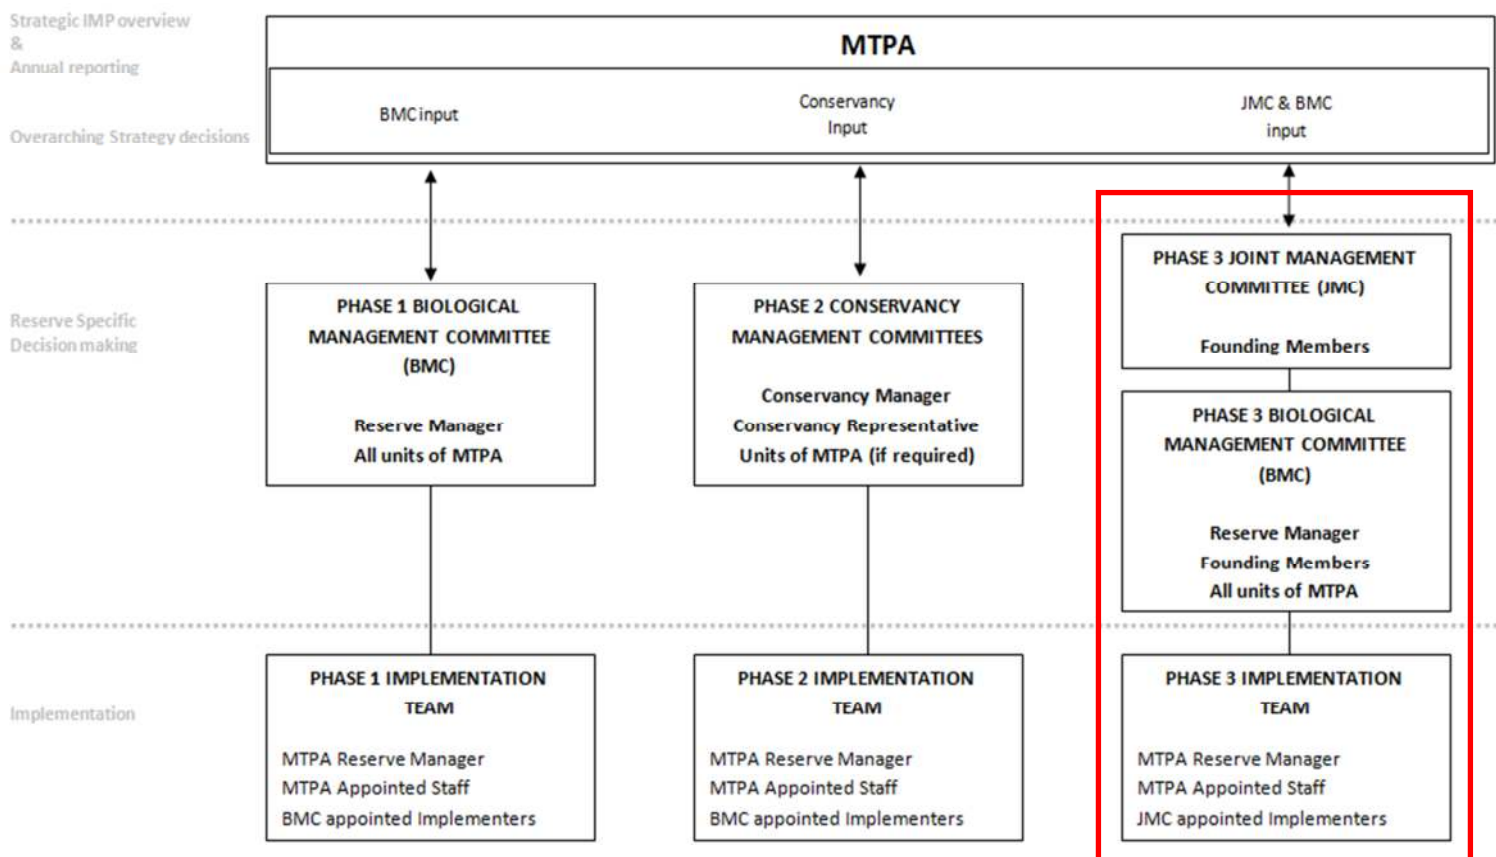 Strategic IMP overview
&
Annual reporting
Overarching Strategy decisions
MTPA
BMC input
Conservancy
Input
JMC & BMC
input
Reserve Specific
Decision making
PHASE 1 BIOLOGICAL
MANAGEMENT COMMITTEE
(BMC)
Reserve Manager
All units of MTPA
PHASE 2 CONSERVANCY
MANAGEMENT COMMITTEES
Conservancy Manager
Conservancy Representative
Units of MTPA (if required)
PHASE 3 JOINT MANAGEMENT
COMMITTEE (JMC)
Founding Members
PHASE 3 BIOLOGICAL
MANAGEMENT COMMITTEE
(BMC)
Reserve Manager
Founding Members
All units of MTPA
Implementation
PHASE 1 IMPLEMENTATION
TEAM
MTPA Reserve Manager
MTPA Appointed Staff
BMC appointed Implementers
PHASE 2 IMPLEMENTATION
TEAM
MTPA Reserve Manager
MTPA Appointed Staff
BMC appointed Implementers
PHASE 3 IMPLEMENTATION
TEAM
MTPA Reserve Manager
MTPA Appointed Staff
JMC appointed Implementers